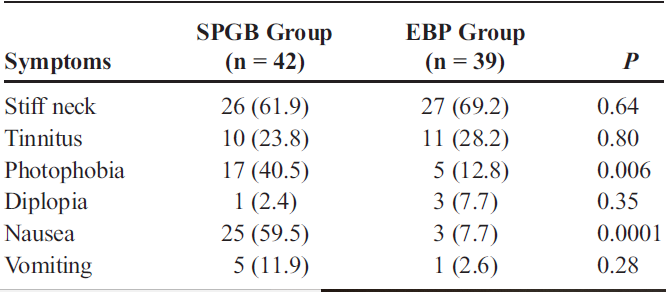 SPGB Group EBP Group
Symptoms (n = 42) (n = 39) P
Stiff neck 26 (61.9) 27 (69.2) 0.64
Tinnitus 10 (23.8) 11 (28.2) 0.80
Photophobia 17 (40.5) 5 (12.8) 0.006
Diplopia 1 (2.4) 3 (7.7) 0.35
Nausea 25 (59.5) 3 (7.7) 0.0001
Vomiting 5 (11.9) 1 (2.6) 0.28